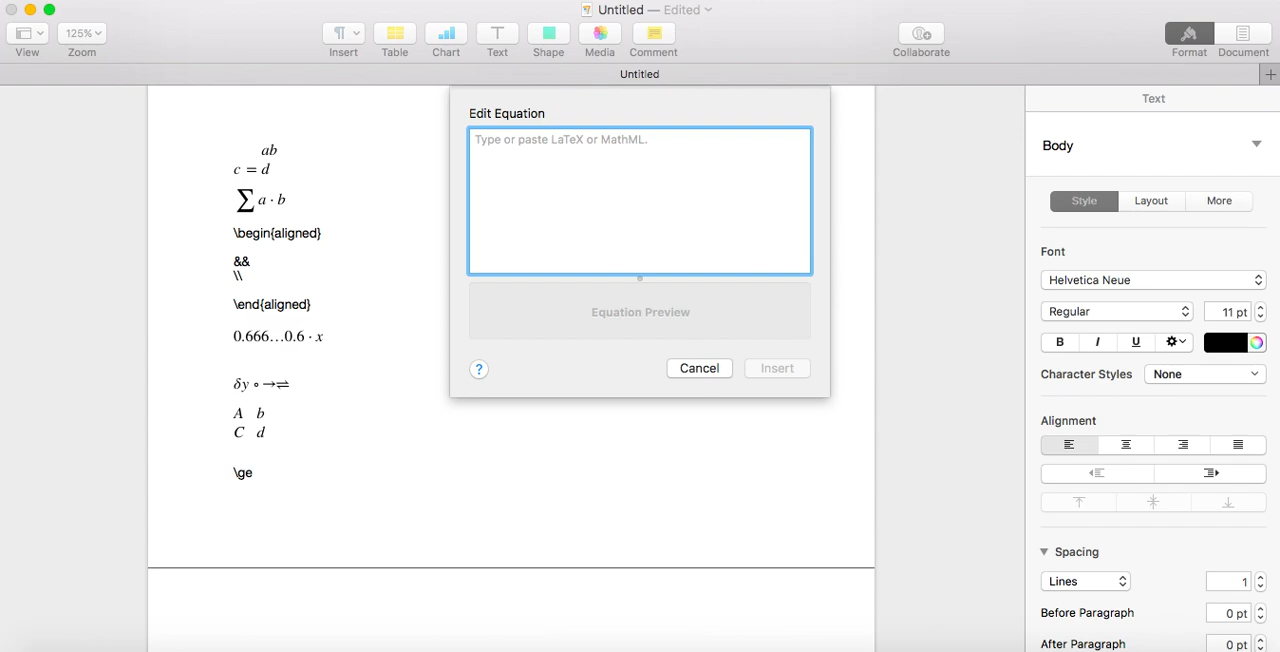 Untitled — Edited
View
125%
Zoom
Insert
Table
Chart
T
Text
Shape
Media
Comment
Collaborate
Format
Document
Untitled
+
ab
c = d
∑ a · b
\begin{aligned}
&&
\\
\end{aligned}
0.666…0.6 · x
δy ∘ →⇌
A b
C d
\ge
Edit Equation
Type or paste LaTeX or MathML.
Equation Preview
?
Cancel
Insert
Text
Body
Style
Layout
More
Font
Helvetica Neue
Regular
11 pt
B
I
U
Character Styles
None
Alignment
Spacing
Lines
1
Before Paragraph
0 pt
After Paragraph
0 pt